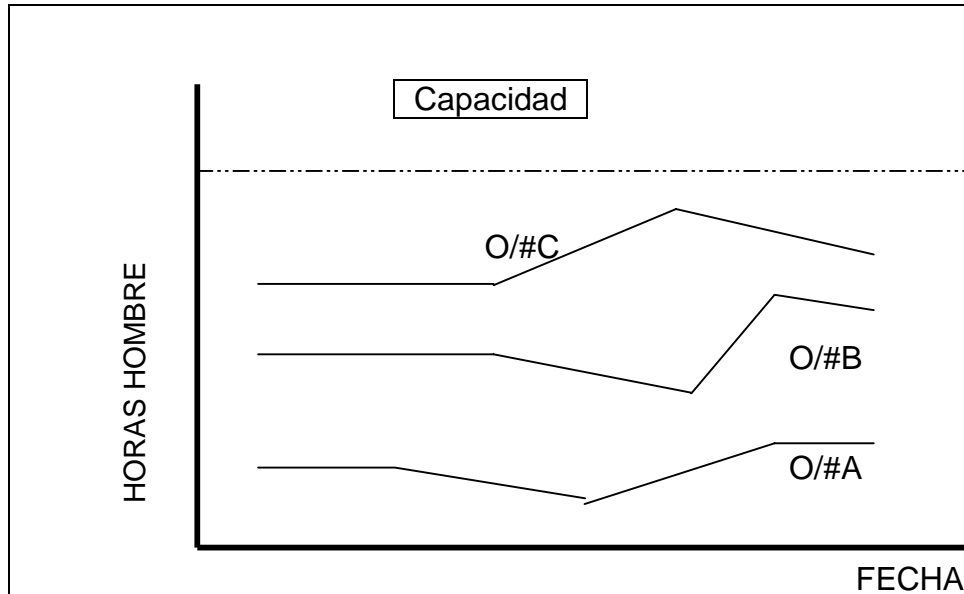 Capacidad
O/#C
HORAS HOMBRE
O/#B
O/#A
FECHA